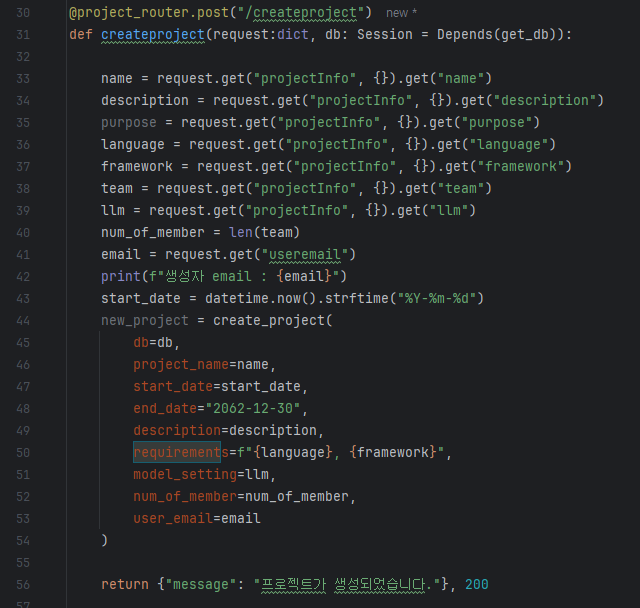 30 @project_router.post("/createproject") new *
31 def createproject(request:dict, db: Session = Depends(get_db)):
32
33 name = request.get("projectInfo", {}).get("name")
34 description = request.get("projectInfo", {}).get("description")
35 purpose = request.get("projectInfo", {}).get("purpose")
36 language = request.get("projectInfo", {}).get("language")
37 framework = request.get("projectInfo", {}).get("framework")
38 team = request.get("projectInfo", {}).get("team")
39 llm = request.get("projectInfo", {}).get("llm")
40 num_of_member = len(team)
41 email = request.get("useremail")
42 print(f"생성자 email : {email}")
43 start_date = datetime.now().strftime("%Y-%m-%d")
44 new_project = create_project(
45 db=db,
46 project_name=name,
47 start_date=start_date,
48 end_date="2062-12-30",
49 description=description,
50 requirements=f"{language}, {framework}",
51 model_setting=llm,
52 num_of_member=num_of_member,
53 user_email=email
54 )
55
56 return {"message": "프로젝트가 생성되었습니다."}, 200
57